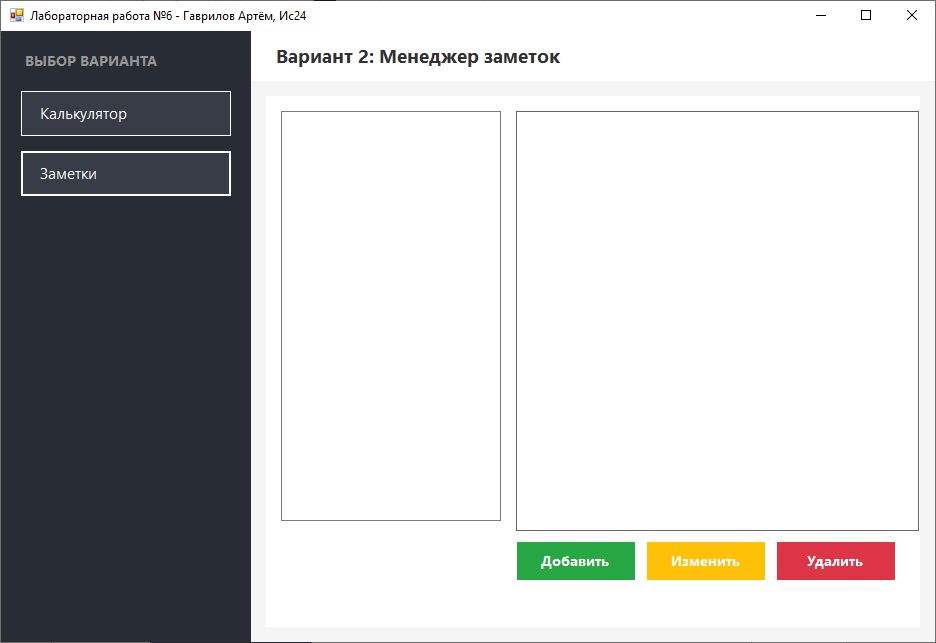 Лабораторная работа №6 - Гаврилов Артём, Ис24
ВЫБОР ВАРИАНТА
Калькулятор
Заметки
Вариант 2: Менеджер заметок
Добавить
Изменить
Удалить